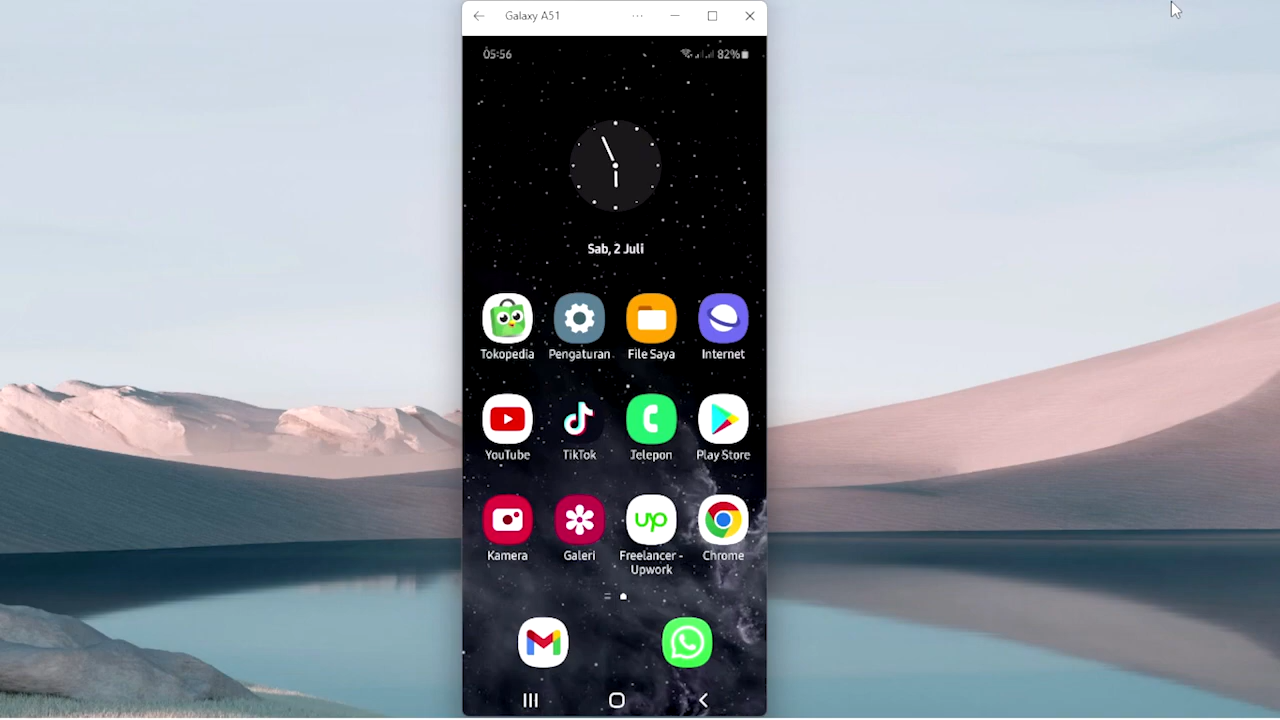 Galaxy A51
05:56
82%
Sab, 2 Juli
Tokopedia Pengaturan File Saya Internet
YouTube TikTok Telepon Play Store
up
Kamera Galeri Freelancer - Chrome
Upwork